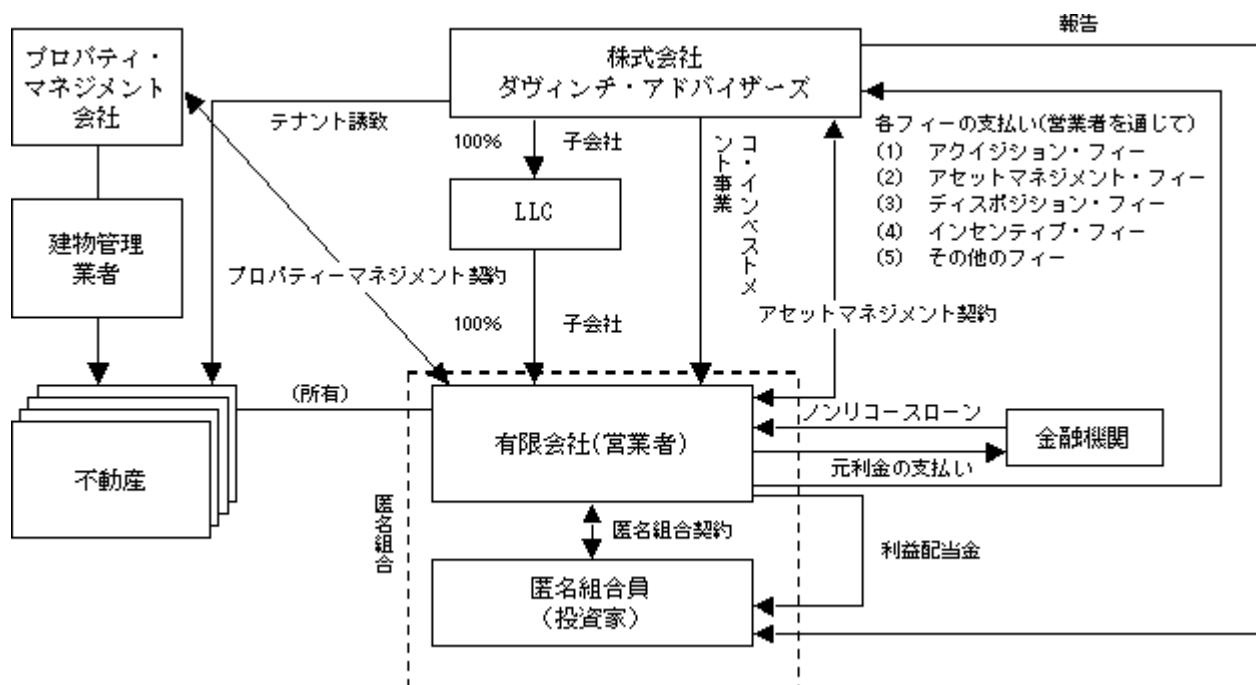 報告
プロパティ・
マネジメント
会社
株式会社
ダヴィンチ・アドバイザーズ
テナント誘致
100%
子会社
コ・インベストメ
ント事業
各フィーの支払い(営業者を通じて)
(1) アクイジション・フィー
(2) アセットマネジメント・フィー
(3) ディスポジション・フィー
(4) インセンティブ・フィー
(5) その他のフィー
LLC
建物管理
業者
プロパティーマネジメント契約
アセットマネジメント契約
100%
子会社
(所有)
有限会社(営業者)
ノンリコースローン
金融機関
元利金の支払い
不動産
匿名組合
匿名組合契約
利益配当金
匿名組合員
(投資家)